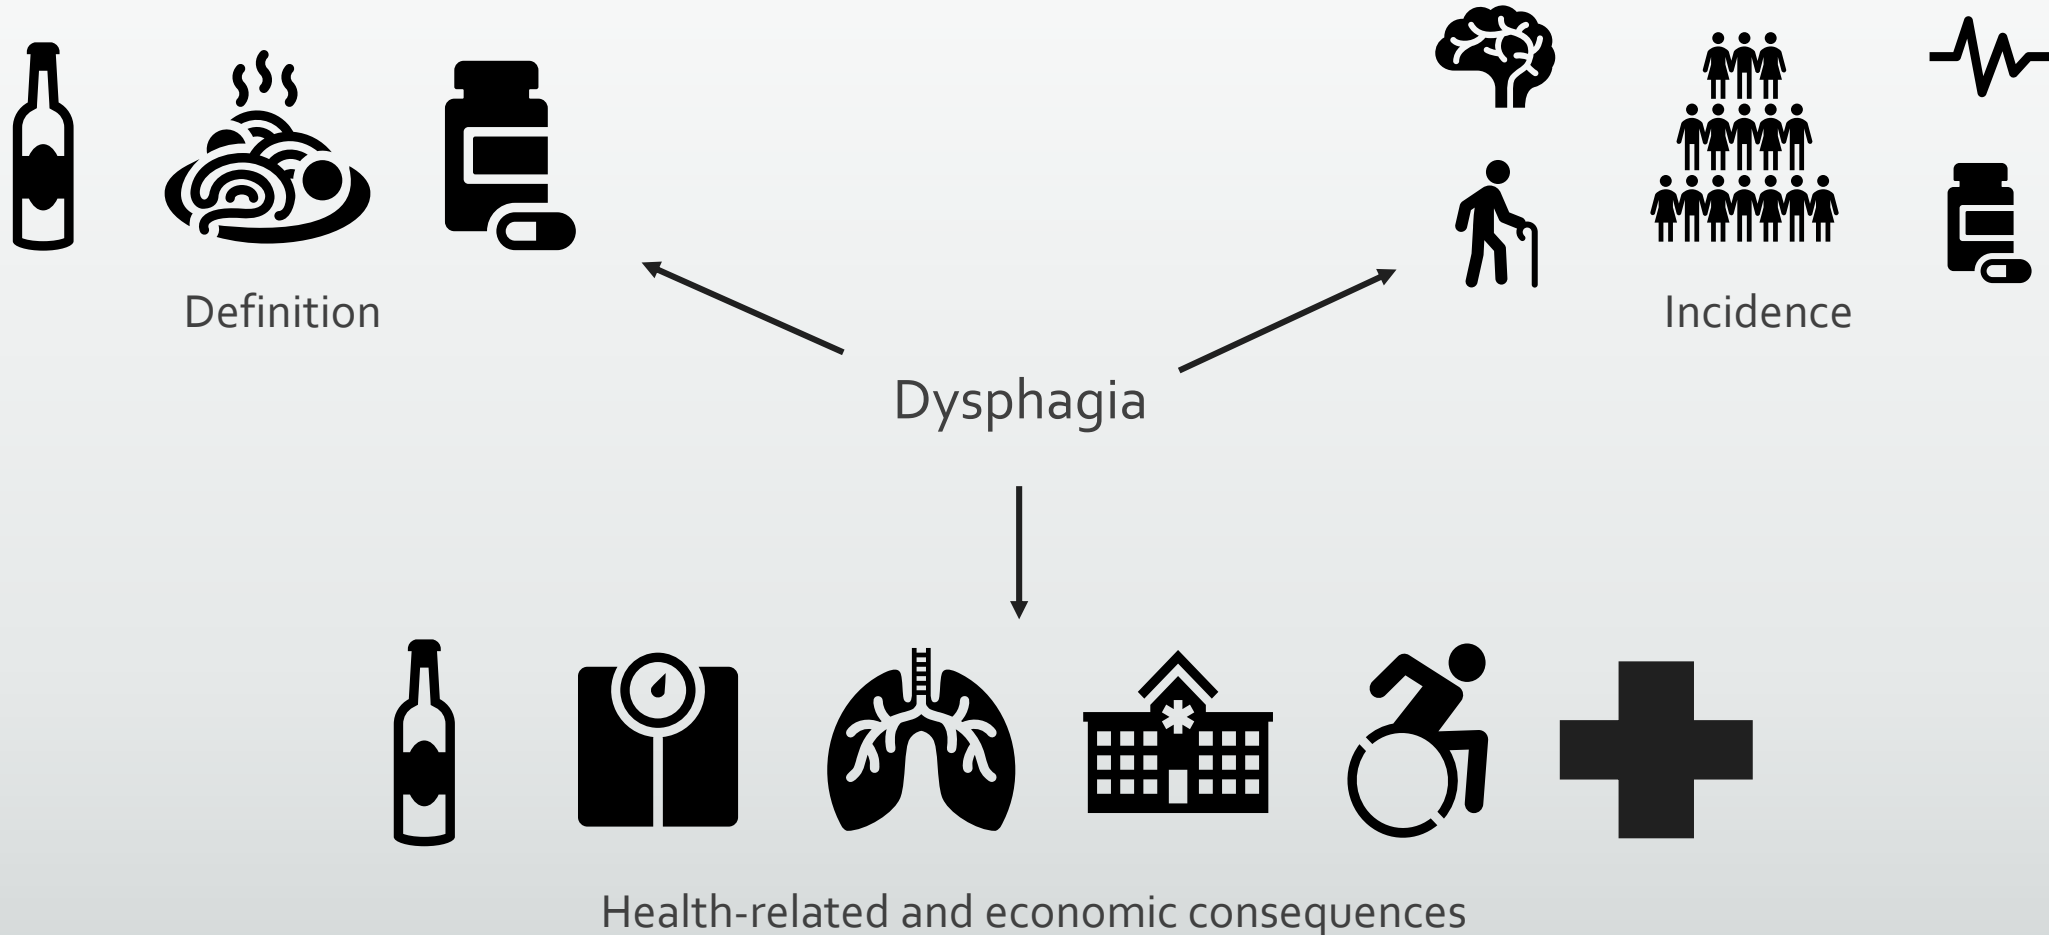 Definition
Incidence
Dysphagia
Health-related and economic consequences